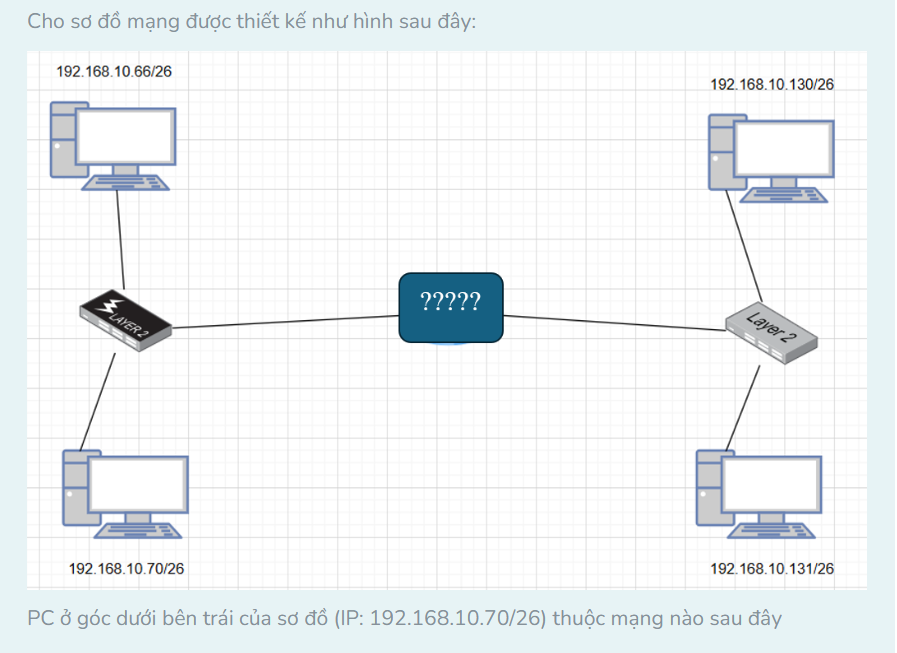 Cho sơ đồ mạng được thiết kế như hình sau đây:
192.168.10.66/26
192.168.10.130/26
?????
LAYER 2
Layer 2
192.168.10.70/26
192.168.10.131/26
PC ở góc dưới bên trái của sơ đồ (IP: 192.168.10.70/26) thuộc mạng nào sau đây